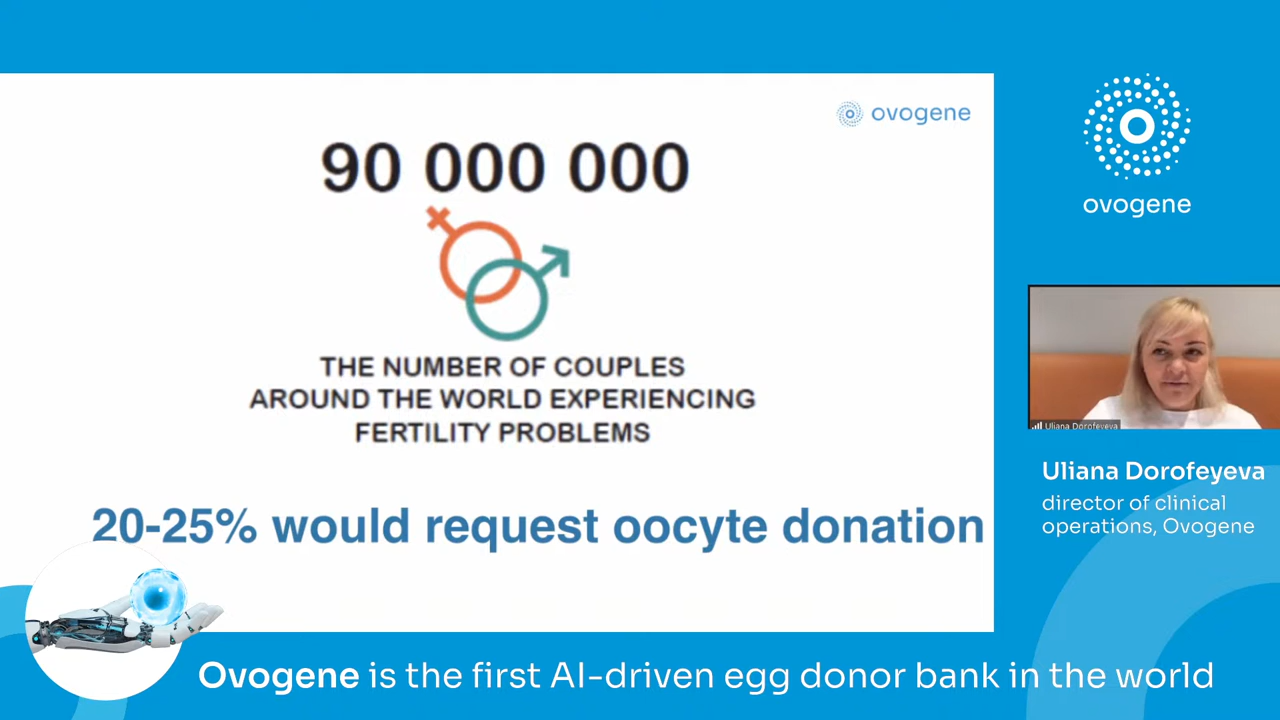 ovogene
90 000 000
THE NUMBER OF COUPLES
AROUND THE WORLD EXPERIENCING
FERTILITY PROBLEMS
20-25% would request oocyte donation
ovogene
Uliana Dorofeyeva
Uliana Dorofeyeva
director of clinical
operations, Ovogene
Ovogene is the first AI-driven egg donor bank in the world